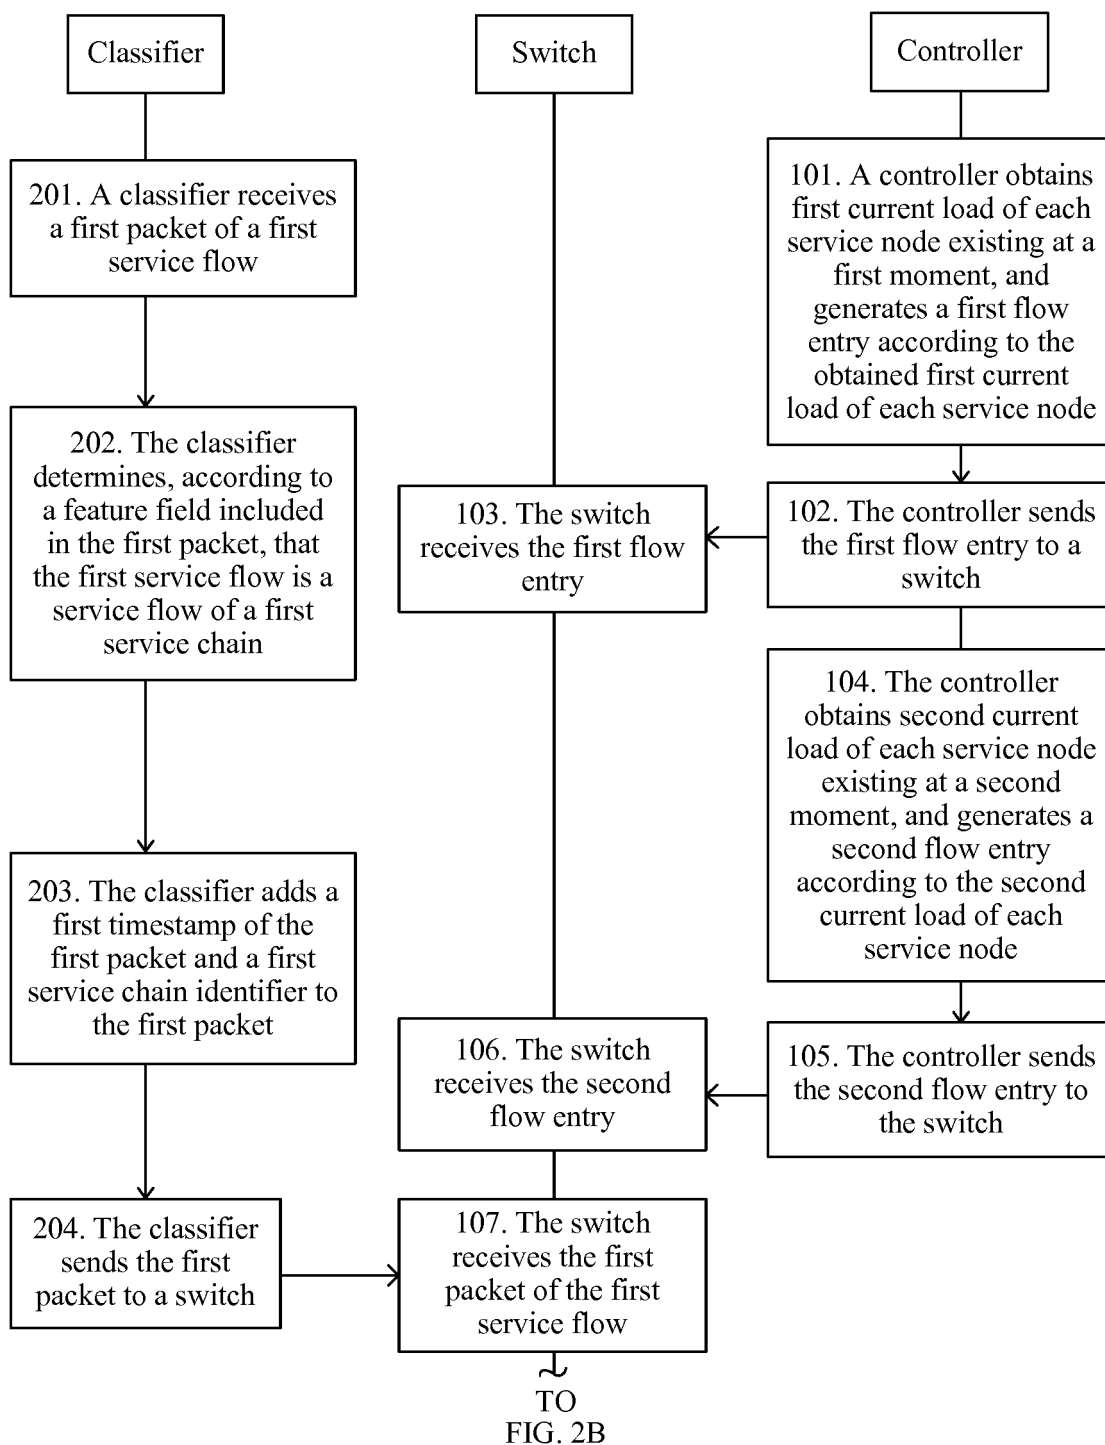 Classifier
Switch
Controller
201. A classifier receives
a first packet of a first
service flow
202. The classifier
determines, according to
a feature field included
in the first packet, that
the first service flow is a
service flow of a first
service chain
203. The classifier adds a
first timestamp of the
first packet and a first
service chain identifier to
the first packet
204. The classifier
sends the first
packet to a switch
103. The switch
receives the first flow
entry
106. The switch
receives the second
flow entry
107. The switch
receives the first
packet of the first
service flow
101. A controller obtains
first current load of each
service node existing at a
first moment, and
generates a first flow
entry according to the
obtained first current
load of each service node
102. The controller sends
the first flow entry to a
switch
104. The controller
obtains second current
load of each service node
existing at a second
moment, and generates a
second flow entry
according to the second
current load of each
service node
105. The controller sends
the second flow entry to
the switch
TO
FIG. 2B